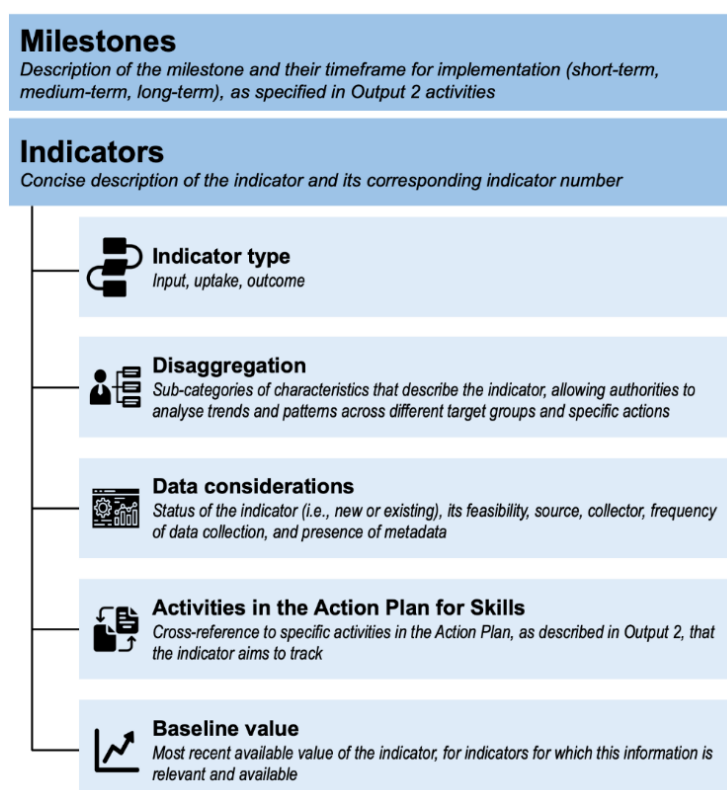 Milestones
Description of the milestone and their timeframe for implementation (short-term,
medium-term, long-term), as specified in Output 2 activities
Indicators
Concise description of the indicator and its corresponding indicator number
Indicator type
Input, uptake, outcome
Disaggregation
Sub-categories of characteristics that describe the indicator, allowing authorities to
analyse trends and patterns across different target groups and specific actions
Data considerations
Status of the indicator (i.e., new or existing), its feasibility, source, collector, frequency
of data collection, and presence of metadata
Activities in the Action Plan for Skills
Cross-reference to specific activities in the Action Plan, as described in Output 2, that
the indicator aims to track
Baseline value
Most recent available value of the indicator, for indicators for which this information is
relevant and available